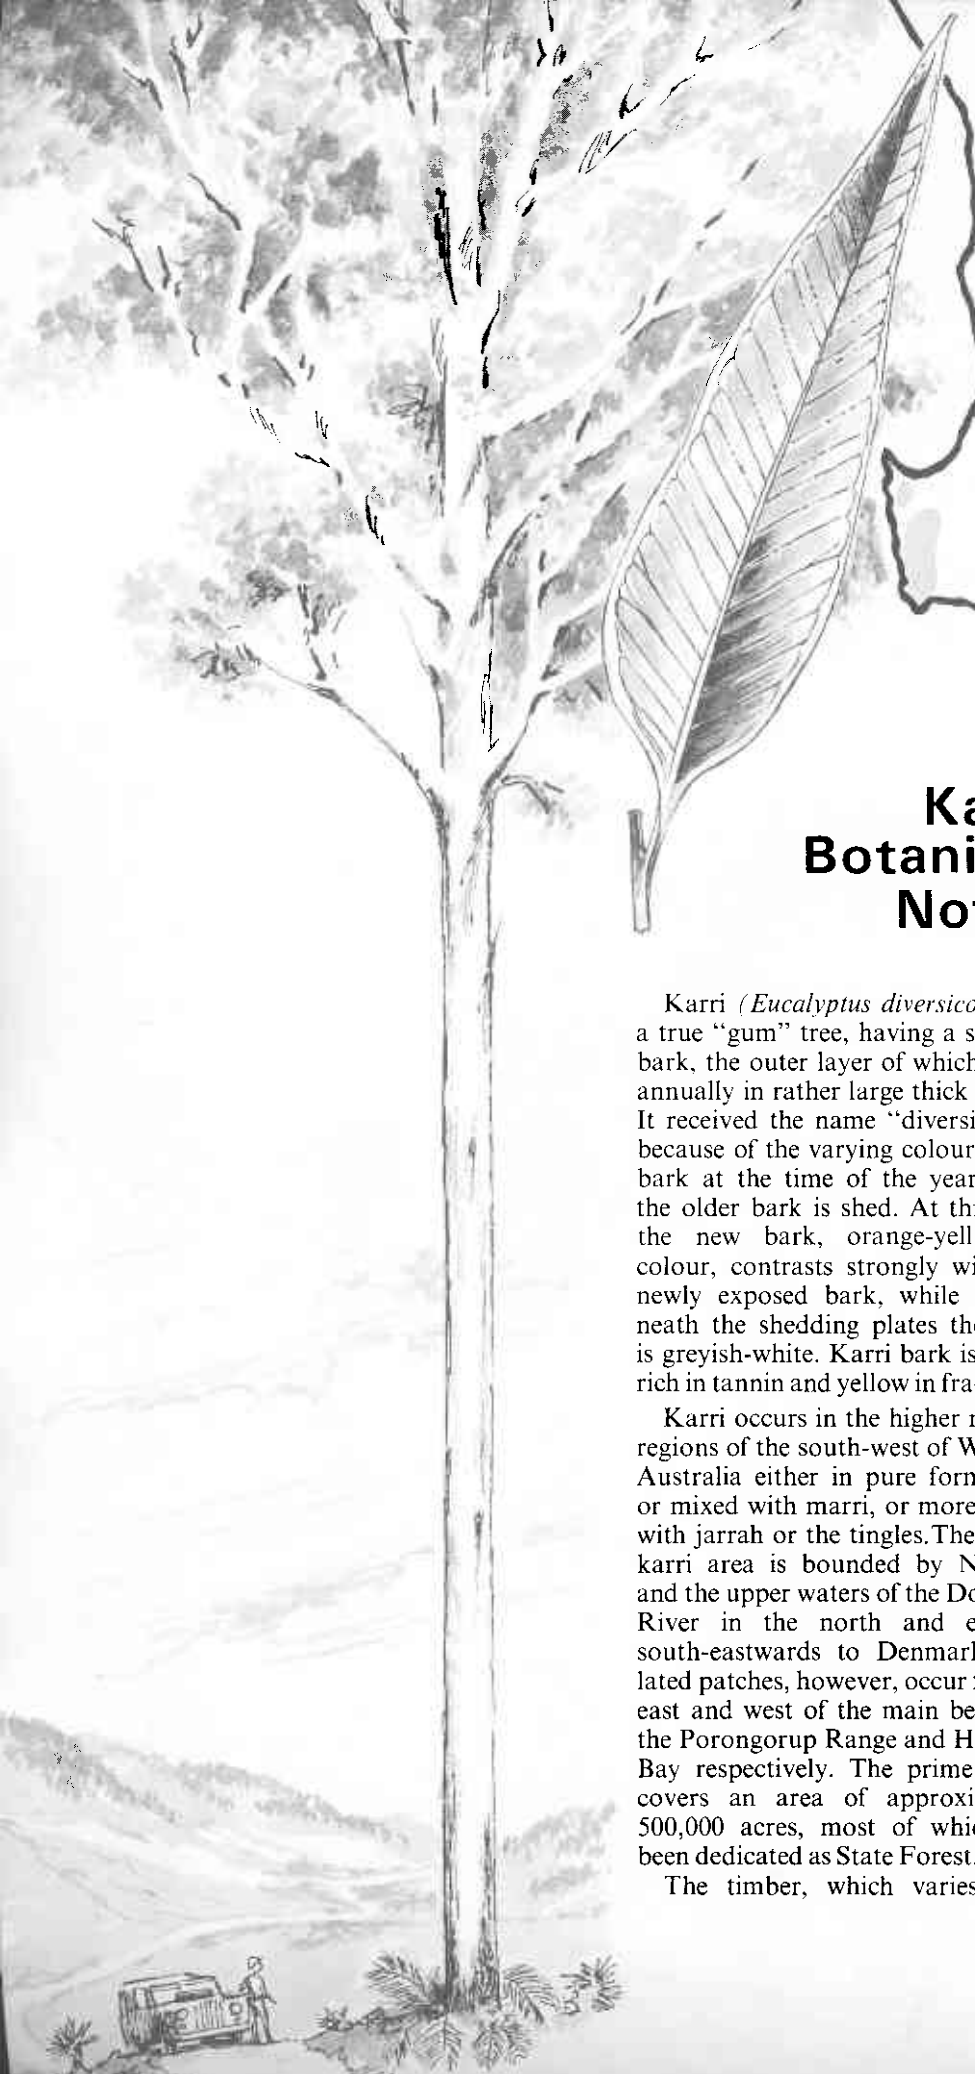 Ka
Botani
Not
Karri (Eucalyptus diversico
a true “gum” tree, having a s
bark, the outer layer of which
annually in rather large thick
It received the name “diversi
because of the varying colour
bark at the time of the year
the older bark is shed. At thi
the new bark, orange-yell
colour, contrasts strongly wi
newly exposed bark, while
neath the shedding plates the
is greyish-white. Karri bark is
rich in tannin and yellow in fra-
Karri occurs in the higher r
regions of the south-west of W
Australia either in pure form
or mixed with marri, or more
with jarrah or the tingles.The
karri area is bounded by N
and the upper waters of the Do
River in the north and e
south-eastwards to Denmark
lated patches, however, occur
east and west of the main be
the Porongorup Range and H
Bay respectively. The prime
covers an area of approxi
500,000 acres, most of whic
been dedicated as State Forest.
The timber, which varies